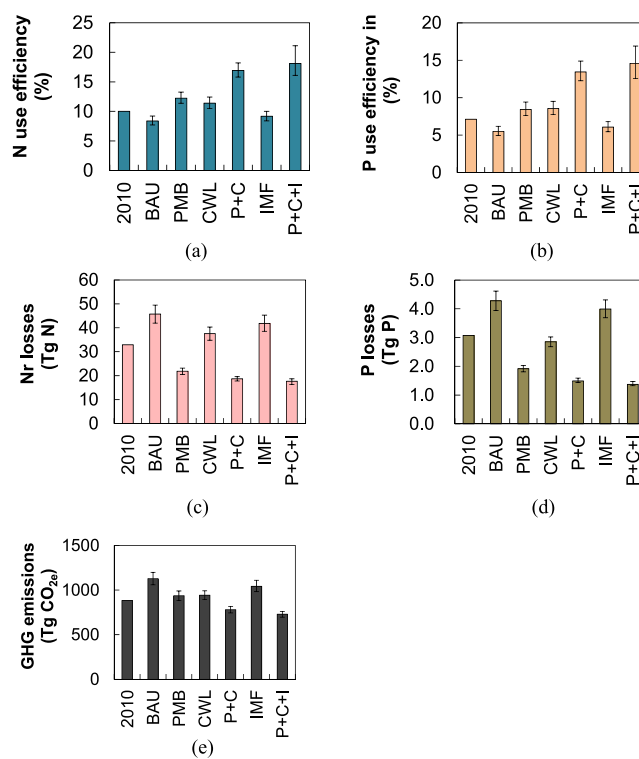 N use efficiency
(%)
25
20
15
10
5
0
2010
BAU
PMB
CWL
P+C
IMF
P+C+I
(a)
P use efficiency in
(%)
20
15
10
5
0
2010
BAU
PMB
CWL
P+C
IMF
P+C+I
(b)
Nr losses
(Tg N)
60
50
40
30
20
10
0
2010
BAU
PMB
CWL
P+C
IMF
P+C+I
(c)
P losses
(Tg P)
5.0
4.0
3.0
2.0
1.0
0.0
2010
BAU
PMB
CWL
P+C
IMF
P+C+I
(d)
GHG emissions
(Tg CO2e)
1500
1000
500
0
2010
BAU
PMB
CWL
P+C
IMF
P+C+I
(e)